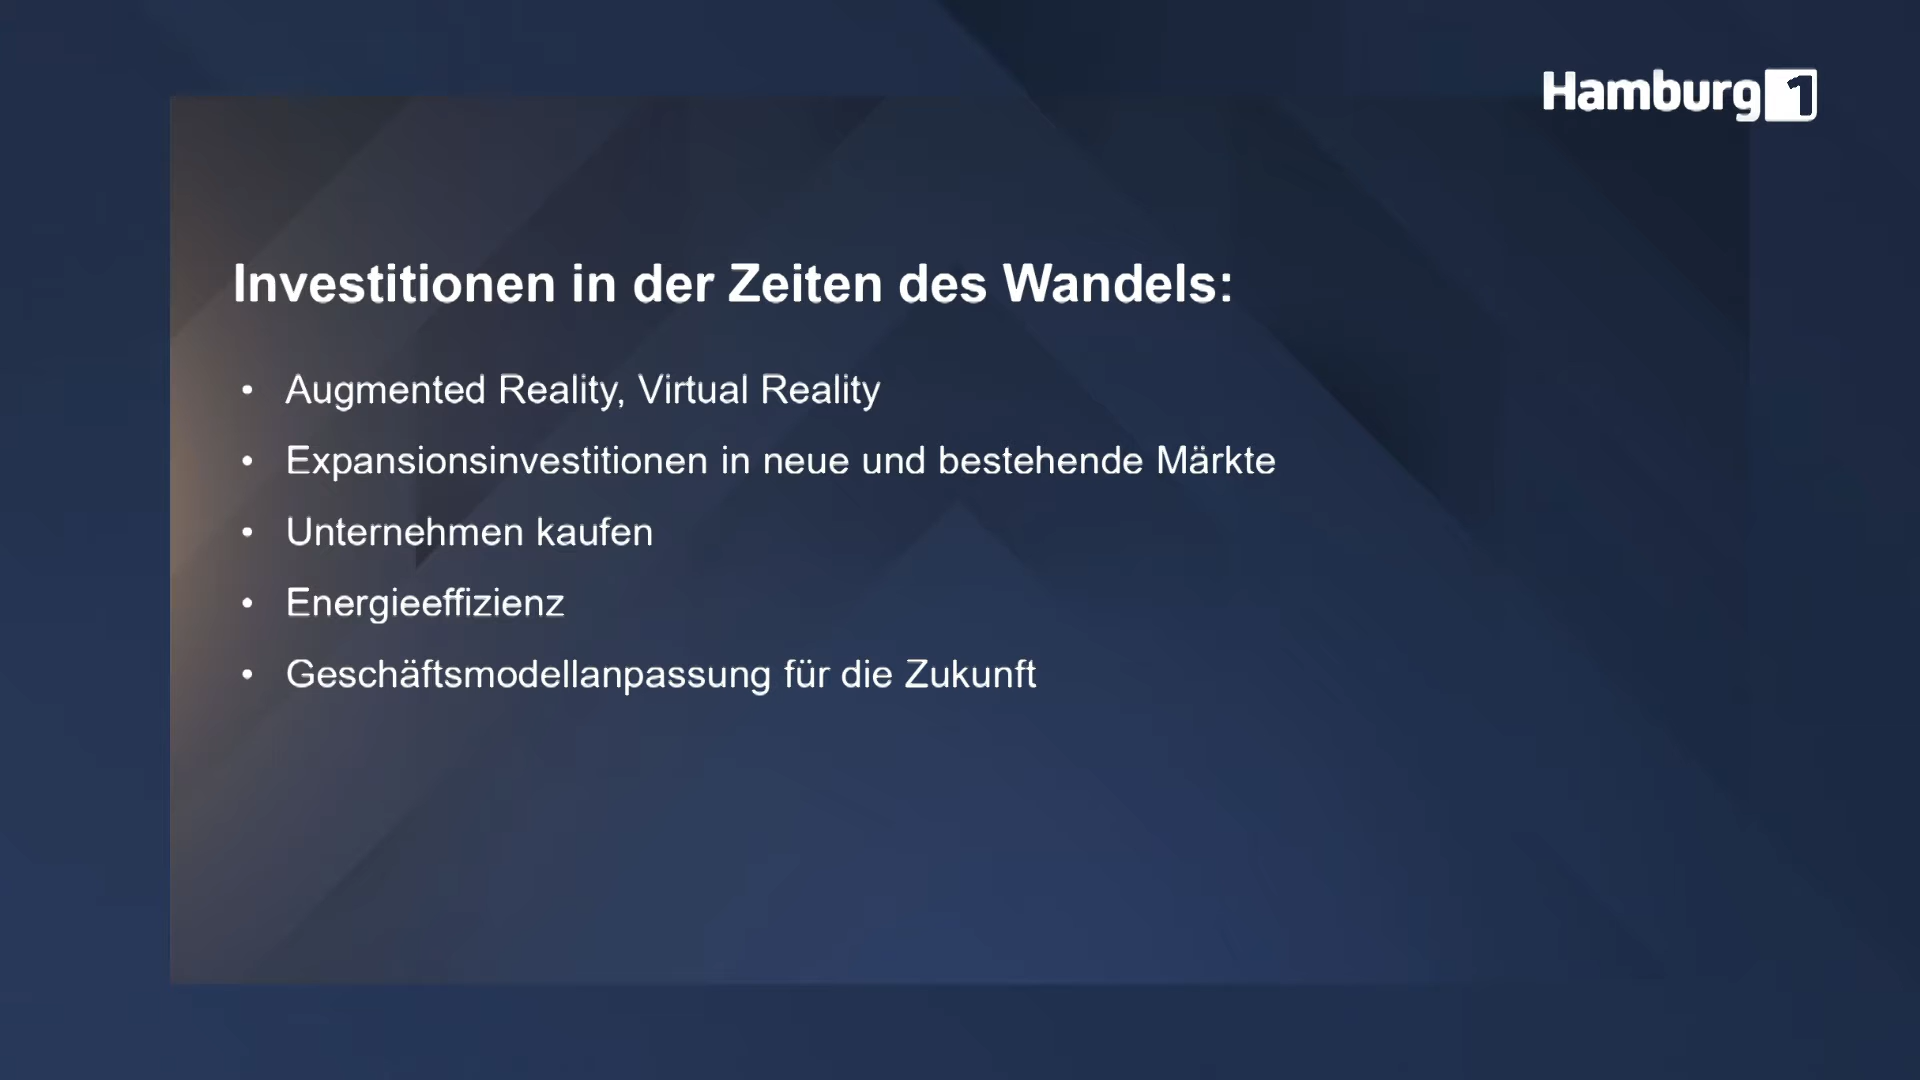 Hamburg 1
Investitionen in der Zeiten des Wandels:
• Augmented Reality, Virtual Reality
• Expansionsinvestitionen in neue und bestehende Märkte
• Unternehmen kaufen
• Energieeffizienz
• Geschäftsmodellanpassung für die Zukunft